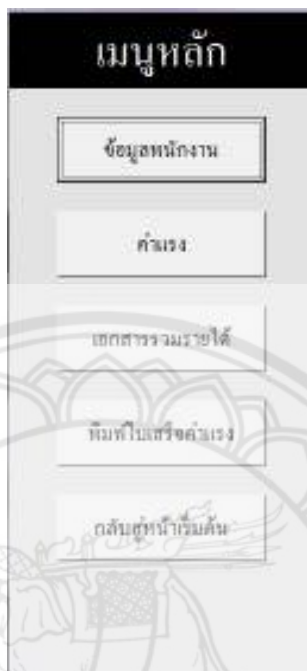 เมนูหลัก
ข้อมูลพนักงาน
ค่าแรง
เอกสารรวมรายได้
พิมพ์ใบเสร็จค่าแรง
กลับสู่หน้าเริ่มต้น